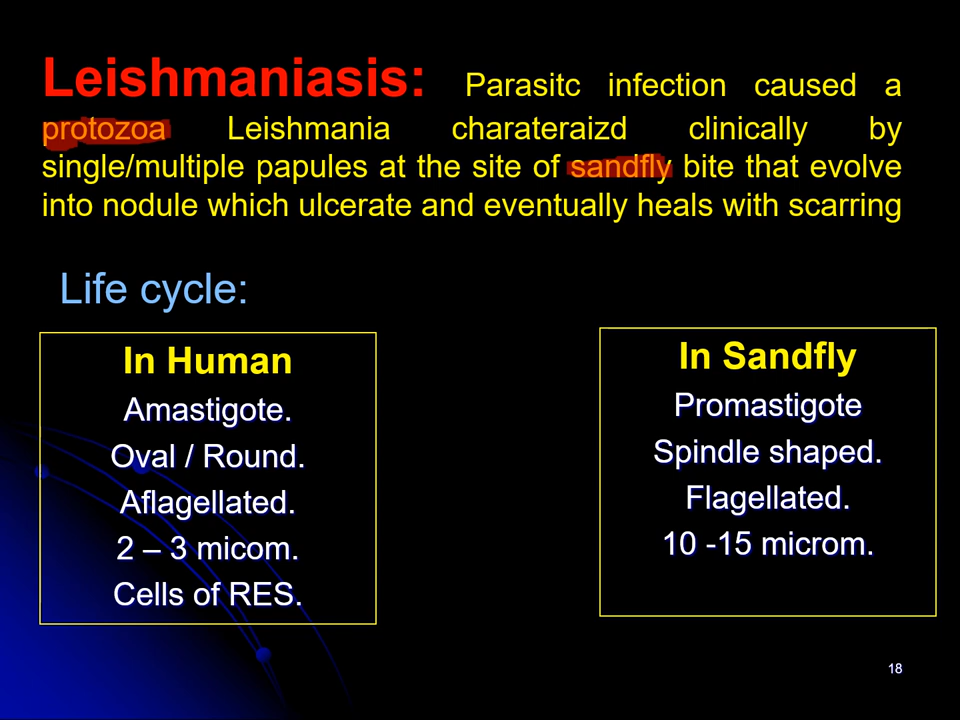 Leishmaniasis: Parasitc infection caused a
protozoa Leishmania charateraizd clinically by
single/multiple papules at the site of sandfly bite that evolve
into nodule which ulcerate and eventually heals with scarring
Life cycle:
In Human
Amastigote.
Oval / Round.
Aflagellated.
2 – 3 micom.
Cells of RES.
In Sandfly
Promastigote
Spindle shaped.
Flagellated.
10 -15 microm.
18